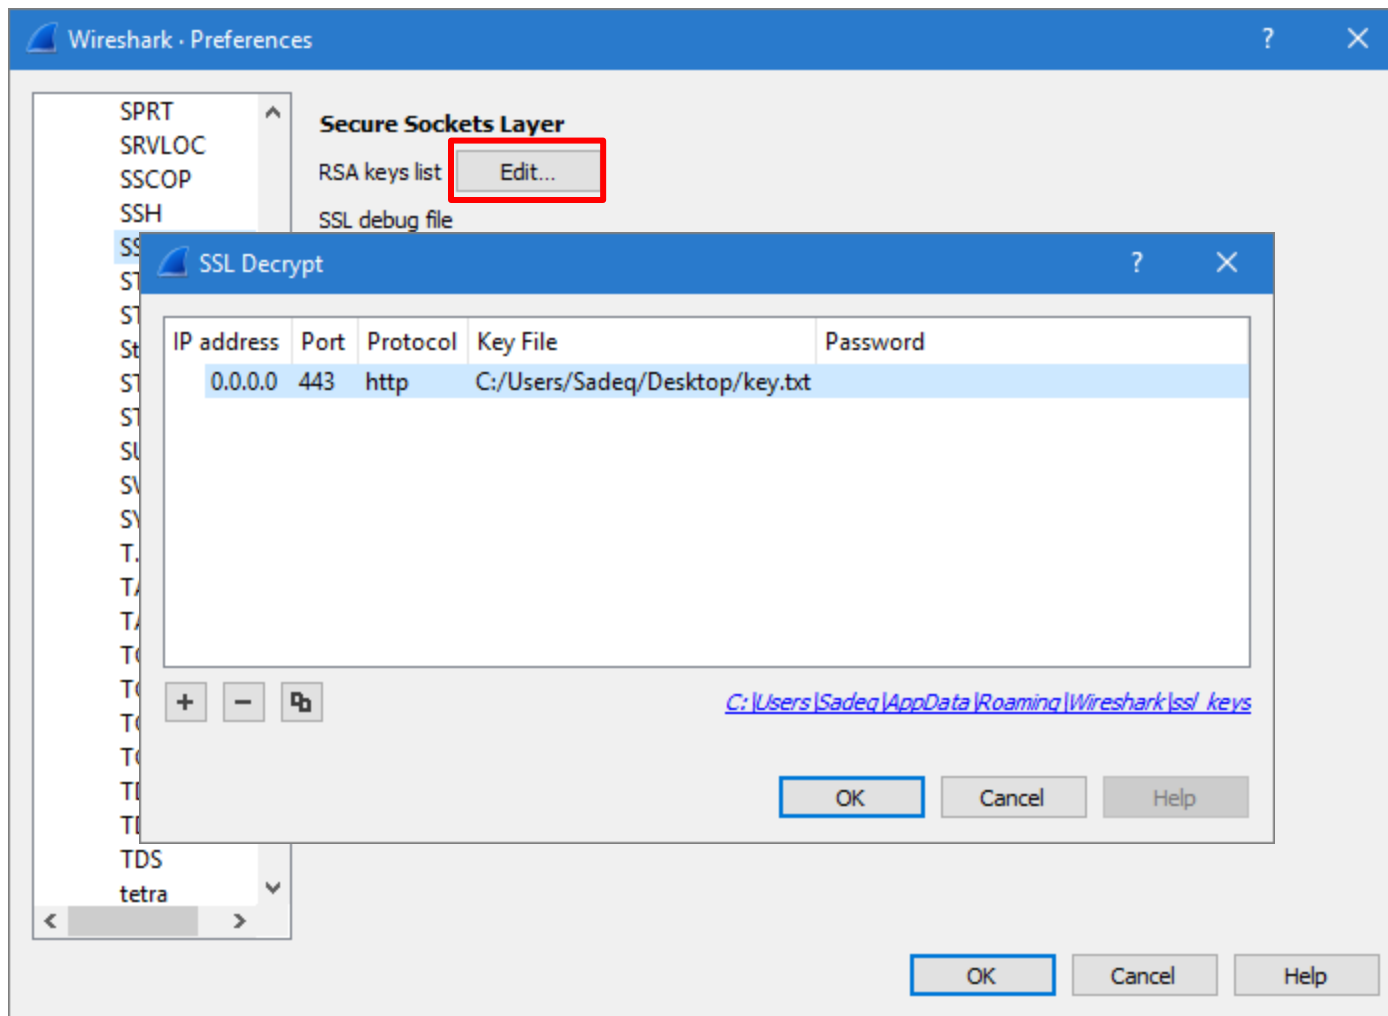 Wireshark · Preferences
?
SPRT
SRVLOC
SSCOP
SSH
Secure Sockets Layer
RSA keys list Edit...
SSL debug file
SSL Decrypt
?
IP address Port Protocol Key File Password
0.0.0.0 443 http C:/Users/Sadeq/Desktop/key.txt
+ −
C:\Users\Sadeq\AppData\Roaming\Wireshark\ssl_keys
OK Cancel Help
TDS
tetra
OK Cancel Help